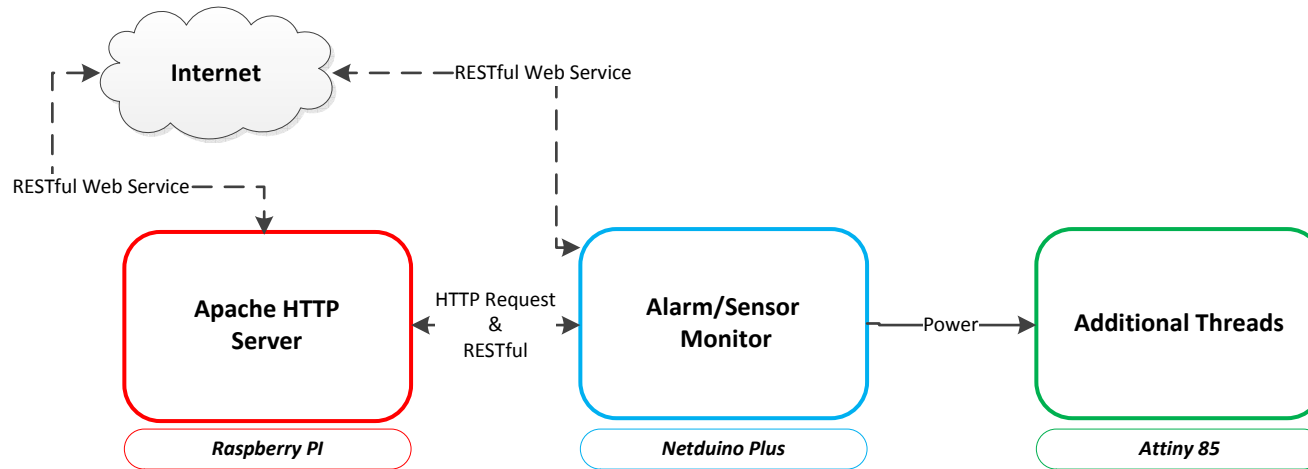 Internet
RESTful Web Service
RESTful Web Service
Apache HTTP
Server
HTTP Request
&
RESTful
Alarm/Sensor
Monitor
Power
Additional Threads
Raspberry PI
Netduino Plus
Attiny 85